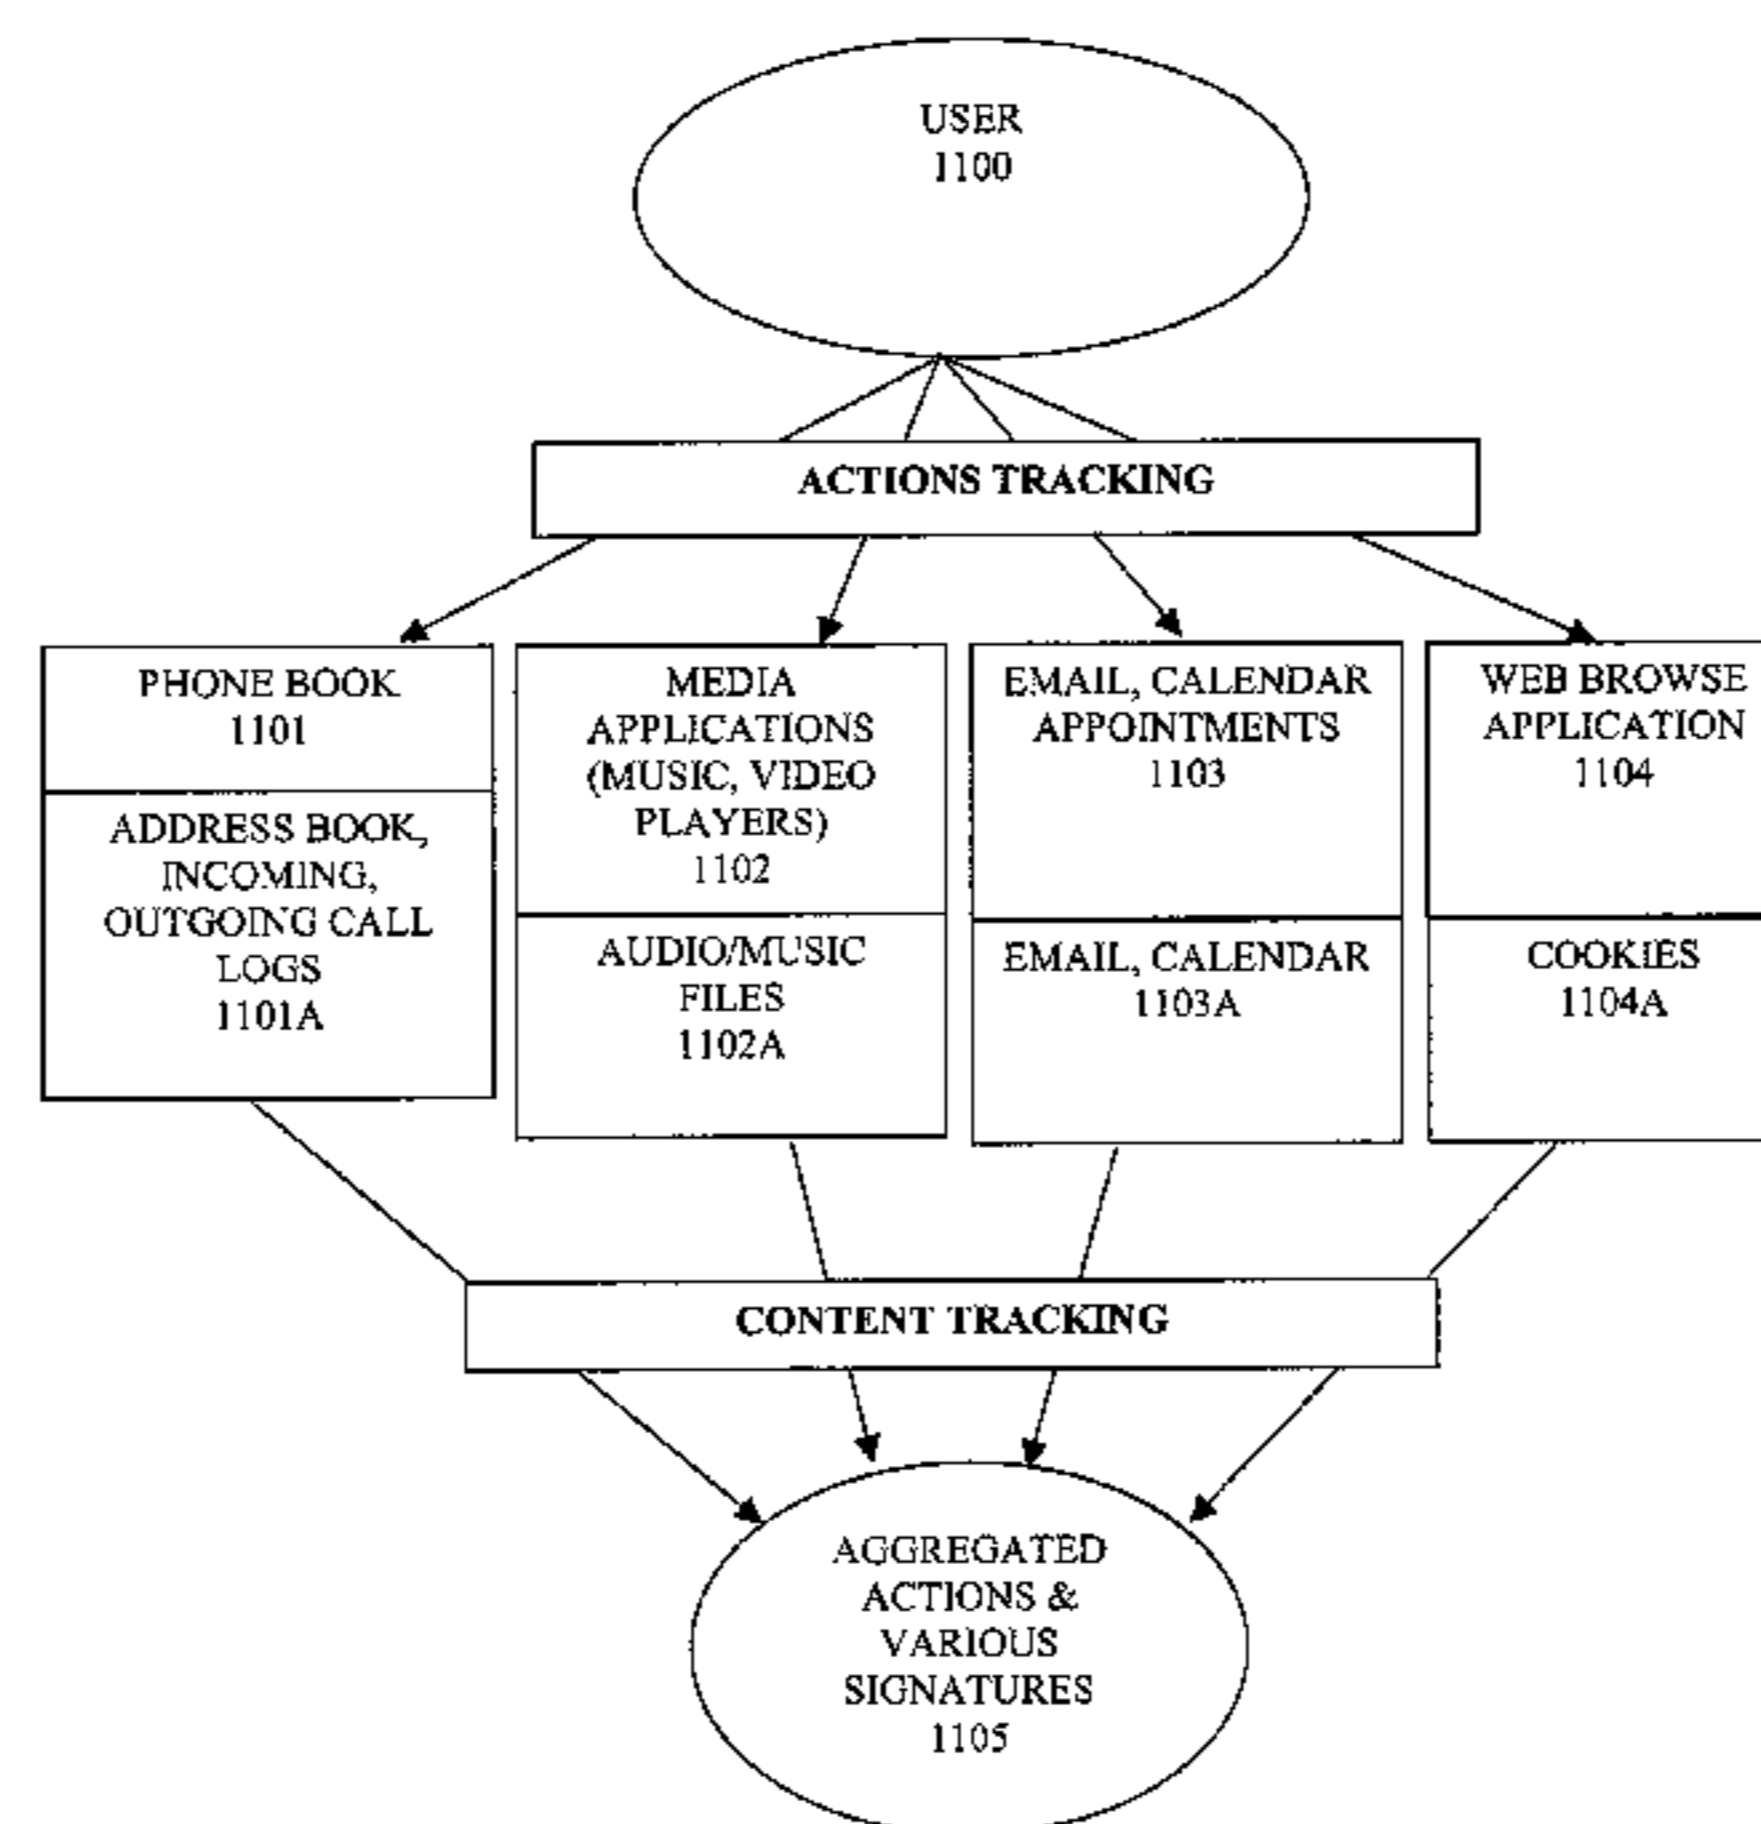 USER
1100
ACTIONS TRACKING
PHONE BOOK
1101
ADDRESS BOOK,
INCOMING,
OUTGOING CALL
LOGS
1101A
MEDIA
APPLICATIONS
(MUSIC, VIDEO
PLAYERS)
1102
AUDIO/MUSIC
FILES
1102A
EMAIL, CALENDAR
APPOINTMENTS
1103
EMAIL, CALENDAR
1103A
WEB BROWSE
APPLICATION
1104
COOKIES
1104A
CONTENT TRACKING
AGGREGATED
ACTIONS &
VARIOUS
SIGNATURES
1105